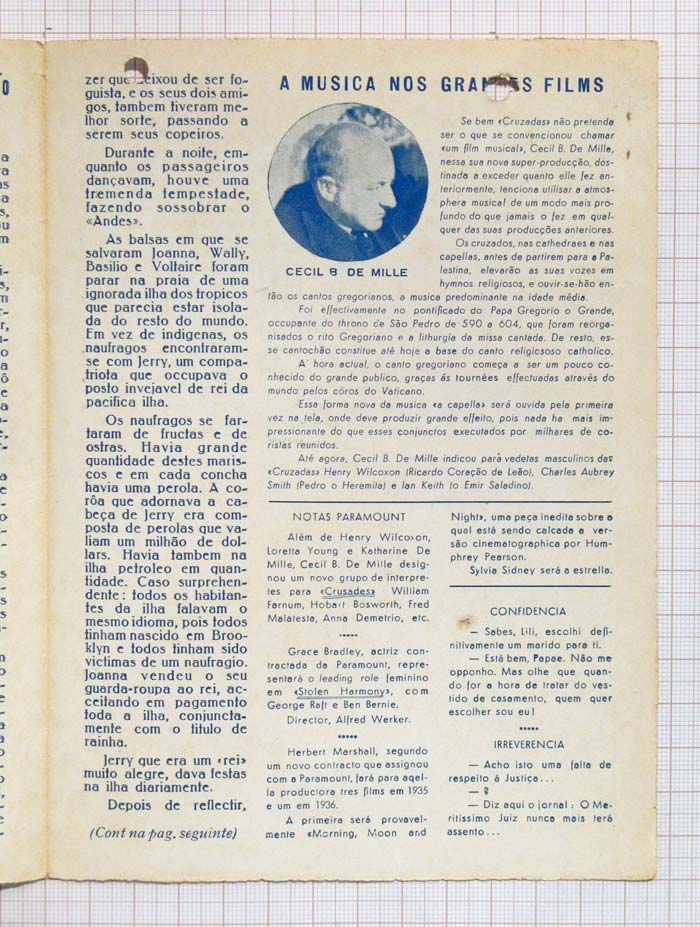 zer que deixou de ser fo-
guista, e os seus dois ami-
gos, tambem tiveram me-
lhor sorte, passando a
serem seus copeiros.
Durante a noite, em-
quanto os passageiros
dançavam, houve uma
tremenda tempestade,
fazendo sossobrar o
«Andes».
As balsas em que se
salvaram Joanna, Wally,
Basilio e Voltaire foram
parar na praia de uma
ignorada ilha dos tropicos
que parecia estar isola-
da do resto do mundo.
Em vez de indigenas, os
naufragos encontraram-
se com Jerry, um compa-
triota que occupava o
posto invejavel de rei da
pacifica ilha.
Os naufragos se far-
taram de fructas e de
ostras. Havia grande
quantidade destes maris-
cos e em cada concha
havia uma perola. A co-
rôa que adornava a ca-
beça de Jerry era com-
posta de perolas que va-
liam um milhão de dol-
lars. Havia tambem na
ilha petroleo em quan-
tidade. Caso surprehen-
dente: todos os habitan-
tes da ilha falavam o
mesmo idioma, pois todos
tinham nascido em Broo-
klyn e todos tinham sido
victimas de um naufragio.
Joanna vendeu o seu
guarda-roupa ao rei, ac-
ceitando em pagamento
toda a ilha, conjuncta-
mente com o titulo de
rainha.
Jerry que era um «rei»
muito alegre, dava festas
na ilha diariamente.
Depois de reflectir,
(Cont na pag. seguinte)
A MUSICA NOS GRANDES FILMS
CECIL B DE MILLE
Se bem «Cruzadas» não pretenda
ser o que se convencionou chamar
«um film musical», Cecil B. De Mille,
nessa sua nova super-producção, des-
tinada a exceder quanto elle fez an-
teriormente, tenciona utilisar a atmos-
phera musical de um modo mais pro-
fundo do que jamais o fez em qual-
quer das suas producções anteriores.
Os cruzados, nas cathedraes e nas
capellas, antes de partirem para a Pa-
lestina, elevarão as suas vozes em
hymnos religiosos, e ouvir-se-hão en-
tão os cantos gregorianos, a musica predominante na idade média.
Foi effectivamente no pontificado do Papa Gregorio o Grande,
occupante do throno de São Pedro de 590 a 604, que foram reorga-
nisados o rito Gregoriano e a lithurgia da missa cantada. De resto, es-
se cantochão constitue até hoje a base do canto religiosos catholico.
A' hora actual, o canto gregoriano começa a ser um pouco co-
nhecido do grande publico, graças ás tournées effectuadas através do
mundo pelos córos do Vaticano.
Essa forma nova da musica «a capella» será ouvida pela primeira
vez na tela, onde deve produzir grande effeito, pois nada ha mais im-
pressionante do que esses conjunctos executados por milhares de co-
ristas reunidos.
Até agora, Cecil B. De Mille indicou para vedetas masculinos das
«Cruzadas» Henry Wilcoxon (Ricardo Coração de Leão), Charles Aubrey
Smith (Pedro o Heremita) e Ian Keith (o Emir Saladino).
NOTAS PARAMOUNT
Além de Henry Wilcoxon,
Loretta Young e Katharine De
Mille, Cecil B. De Mille desig-
nou um novo grupo de interpre-
tes para «Crusades» William
Farnum, Hobart Bosworth, Fred
Malatesta, Anna Demetrio, etc.
Grace Bradley, actriz con-
tractada da Paramount, repre-
sentará o leading role feminino
em «Stolen Harmony», com
George Raft e Ben Bernie.
Director, Alfred Werker.
Herbert Marshall, segundo
um novo contracto que assignou
com a Paramount, fará para aqel-
la productora tres films em 1935
e um em 1936.
A primeira será provavel-
mente «Morning, Moon and
Night», uma peça inedita sobre a
qual está sendo calcada a ver-
são cinematographica por Hum-
phrey Pearson.
Sylvia Sidney será a estrella.
CONFIDENCIA
— Sabes, Lili, escolhi defi-
nitivamente um marido para ti.
— Está bem, Papae. Não me
opponho. Mas olhe que quan-
do for a hora de tratar do ves-
tido de casamento, quem quer
escolher sou eu!
IRREVERENCIA
— Acho isto uma falta de
respeito á Justiça...
— ?
— Diz aqui o jornal: O Me-
ritissimo Juiz nunca mais terá
assento...